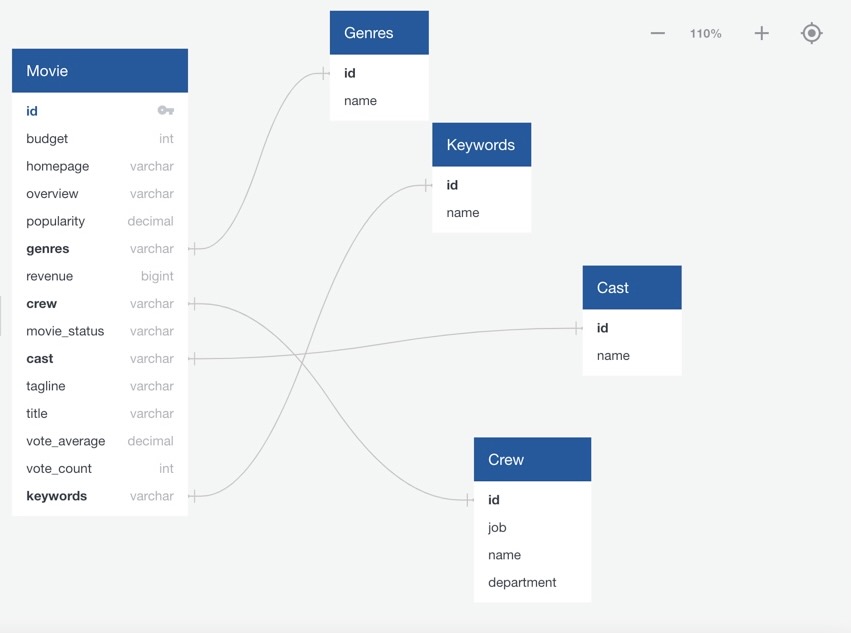 Movie
id
budget int
homepage varchar
overview varchar
popularity decimal
genres varchar
revenue bigint
crew varchar
movie_status varchar
cast varchar
tagline varchar
title varchar
vote_average decimal
vote_count int
keywords varchar
Genres
id
name
Keywords
id
name
Cast
id
name
Crew
id
job
name
department
110%